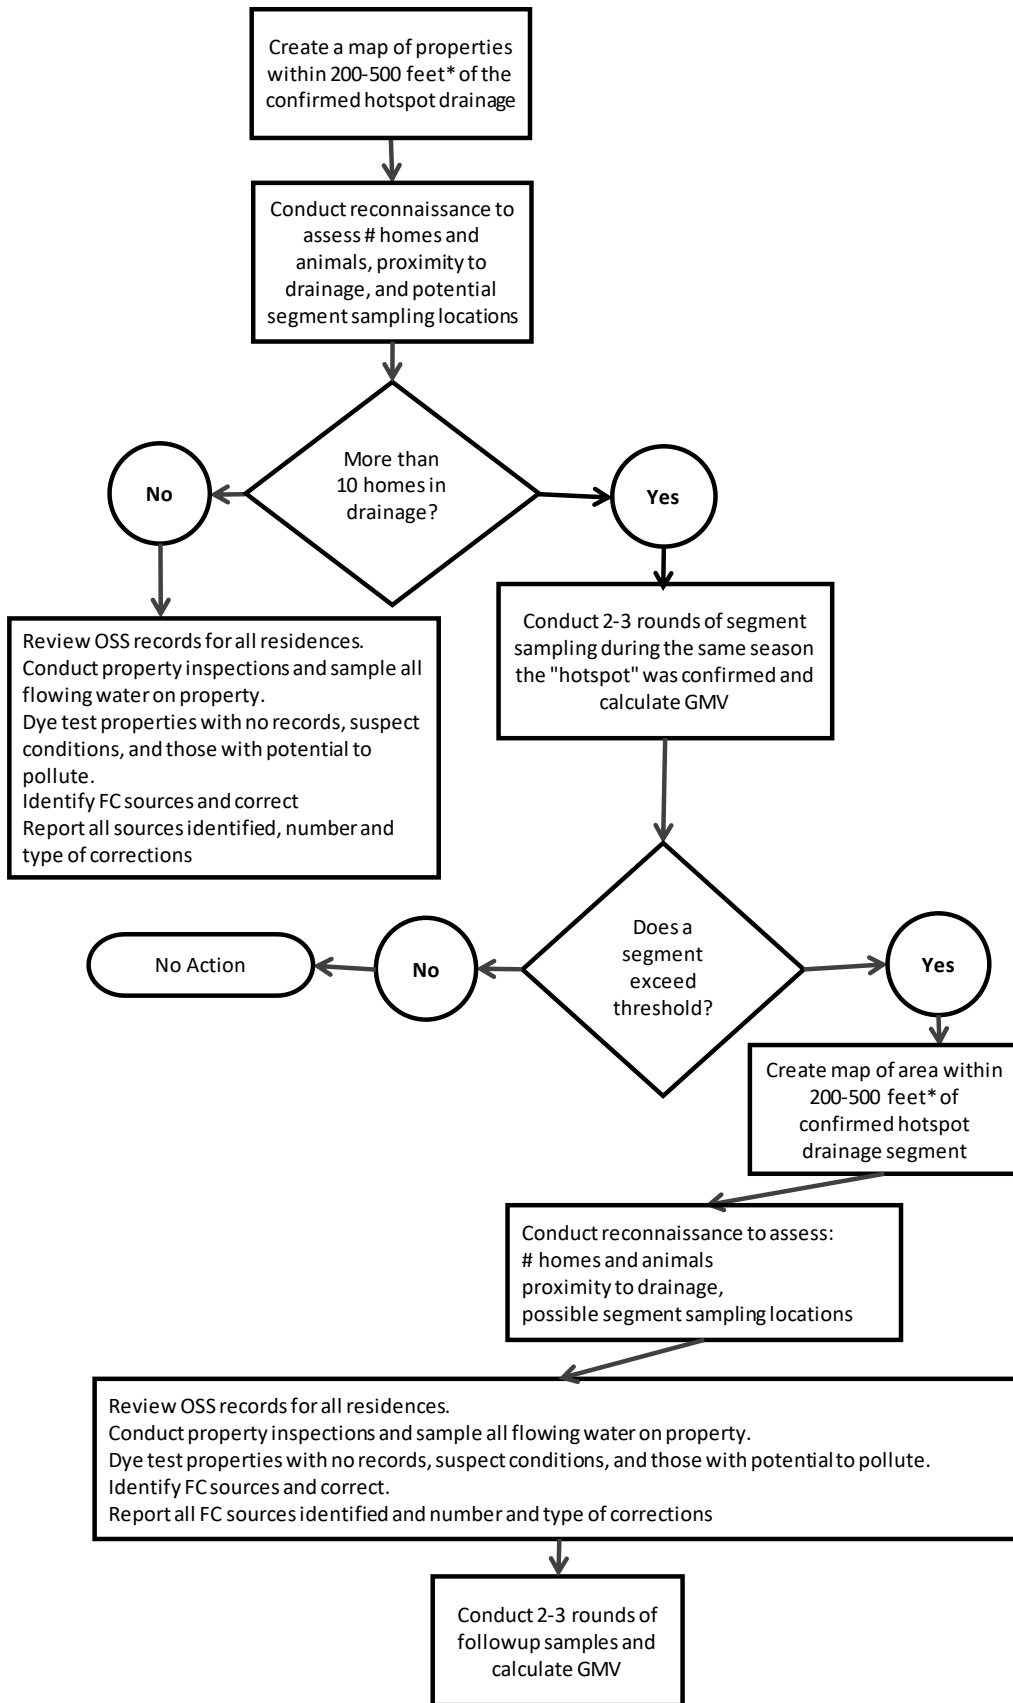 Create a map of properties
within 200-500 feet* of the
confirmed hotspot drainage
Conduct reconnaissance to
assess # homes and
animals, proximity to
drainage, and potential
segment sampling locations
More than
10 homes in
drainage?
No
Yes
Review OSS records for all residences.
Conduct property inspections and sample all
flowing water on property.
Dye test properties with no records, suspect
conditions, and those with potential to
pollute.
Identify FC sources and correct
Report all sources identified, number and
type of corrections
Conduct 2-3 rounds of segment
sampling during the same season
the "hotspot" was confirmed and
calculate GMV
Does a
segment
exceed
threshold?
No
No Action
Yes
Create map of area within
200-500 feet* of
confirmed hotspot
drainage segment
Conduct reconnaissance to assess:
# homes and animals
proximity to drainage,
possible segment sampling locations
Review OSS records for all residences.
Conduct property inspections and sample all flowing water on property.
Dye test properties with no records, suspect conditions, and those with potential to pollute.
Identify FC sources and correct.
Report all FC sources identified and number and type of corrections
Conduct 2-3 rounds of
followup samples and
calculate GMV